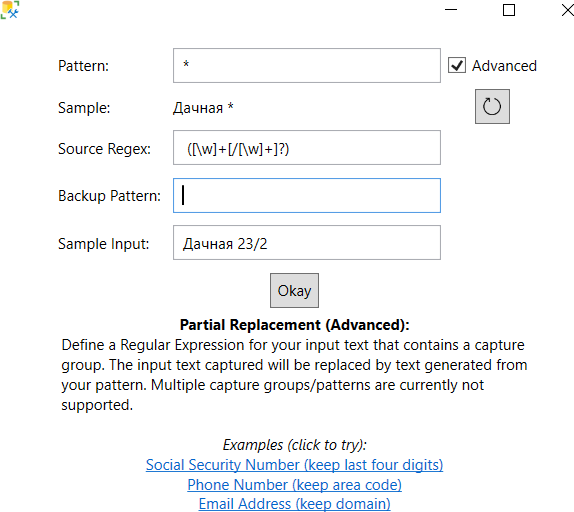 Pattern: * Advanced
Sample: Дачная *
Source Regex: ([\w]+[/[\w]+]?)
Backup Pattern:
Sample Input: Дачная 23/2
Okay
Partial Replacement (Advanced):
Define a Regular Expression for your input text that contains a capture
group. The input text captured will be replaced by text generated from
your pattern. Multiple capture groups/patterns are currently not
supported.
Examples (click to try):
Social Security Number (keep last four digits)
Phone Number (keep area code)
Email Address (keep domain)